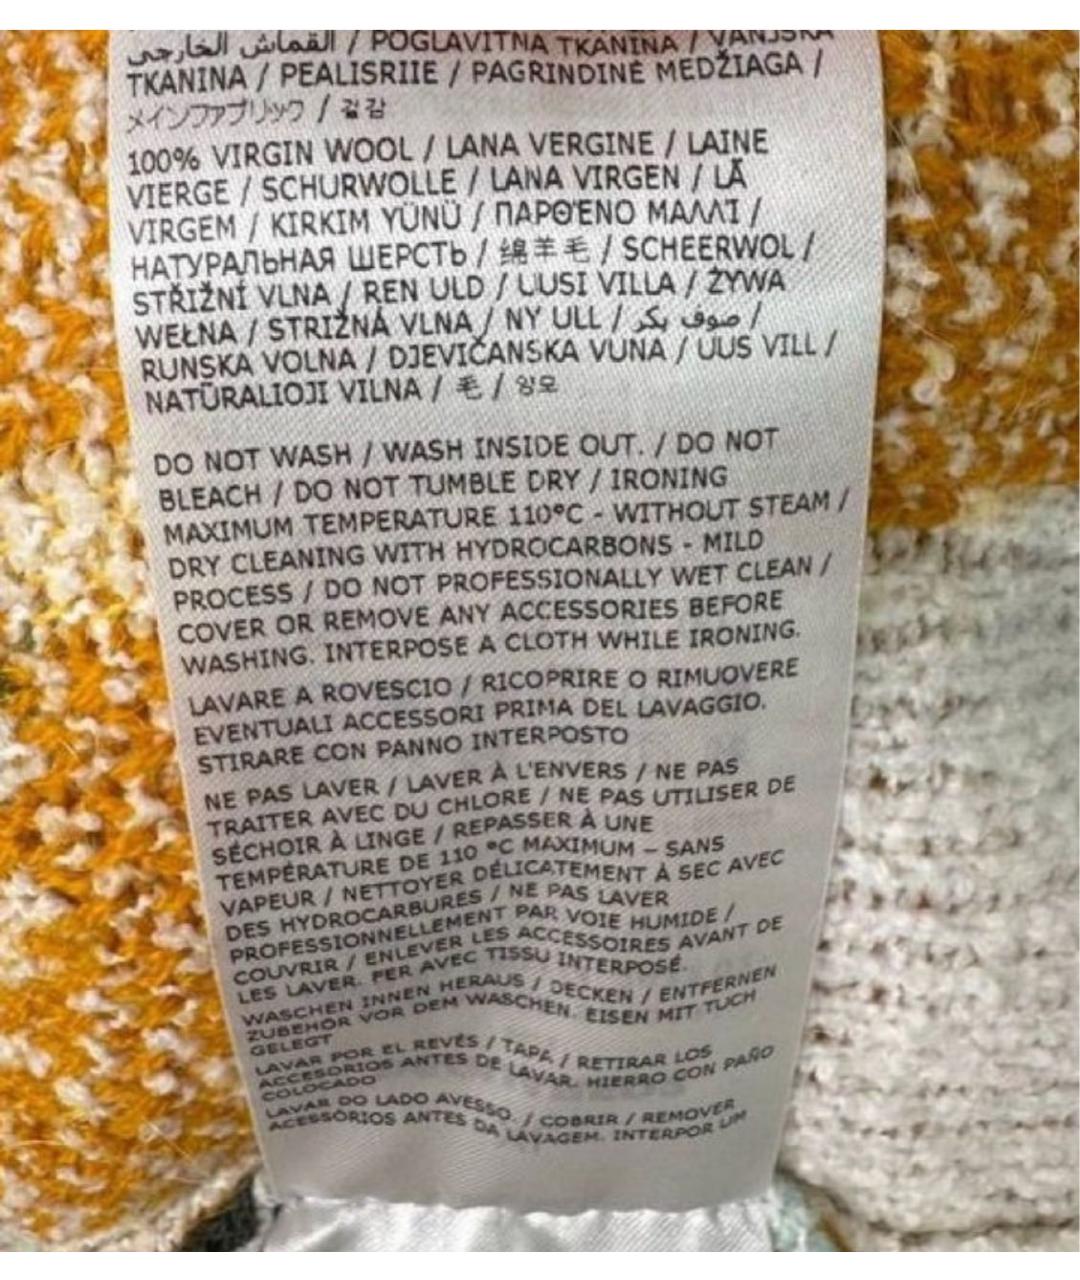 القماش الخارجي / POGLAVITNA TKANINA / VANJSKA
TKANINA / PEALISRIIE / PAGRINDINĖ MEDŽIAGA /
メインファブリック / 겉감
100% VIRGIN WOOL / LANA VERGINE / LAINE
VIERGE / SCHURWOLLE / LANA VIRGEN / LÃ
VIRGEM / KIRKIM YÜNÜ / ΠΑΡΘΈΝΟ ΜΑΛΛΊ /
НАТУРАЛЬНАЯ ШЕРСТЬ / 绵羊毛 / SCHEERWOL /
STŘIŽNÍ VLNA / REN ULD / UUSI VILLA / ŻYWA
WEŁNA / STRIŽNÁ VLNA / NY ULL / صوف بكر /
RUNSKA VOLNA / DJEVIČANSKA VUNA / UUS VILL /
NATŪRALIOJI VILNA / 毛 / 양모
DO NOT WASH / WASH INSIDE OUT. / DO NOT
BLEACH / DO NOT TUMBLE DRY / IRONING
MAXIMUM TEMPERATURE 110°C - WITHOUT STEAM /
DRY CLEANING WITH HYDROCARBONS - MILD
PROCESS / DO NOT PROFESSIONALLY WET CLEAN /
COVER OR REMOVE ANY ACCESSORIES BEFORE
WASHING. INTERPOSE A CLOTH WHILE IRONING.
LAVARE A ROVESCIO / RICOPRIRE O RIMUOVERE
EVENTUALI ACCESSORI PRIMA DEL LAVAGGIO.
STIRARE CON PANNO INTERPOSTO
NE PAS LAVER / LAVER À L'ENVERS / NE PAS
TRAITER AVEC DU CHLORE / NE PAS UTILISER DE
SÉCHOIR À LINGE / REPASSER À UNE
TEMPÉRATURE DE 110 °C MAXIMUM – SANS
VAPEUR / NETTOYER DÉLICATEMENT À SEC AVEC
DES HYDROCARBURES / NE PAS LAVER
PROFESSIONNELLEMENT PAR VOIE HUMIDE /
COUVRIR / ENLEVER LES ACCESSOIRES AVANT DE
LES LAVER. FER AVEC TISSU INTERPOSÉ.
WASCHEN INNEN HERAUS / DECKEN / ENTFERNEN
ZUBEHÖR VOR DEM WASCHEN. EISEN MIT TUCH
GELEGT
LAVAR POR EL REVÉS / TAPA / RETIRAR LOS
ACCESORIOS ANTES DE LAVAR. HIERRO CON PAÑO
COLOCADO
LAVAR DO LADO AVESSO. / COBRIR / REMOVER
ACESSÓRIOS ANTES DA LAVAGEM. INTERPOR UM